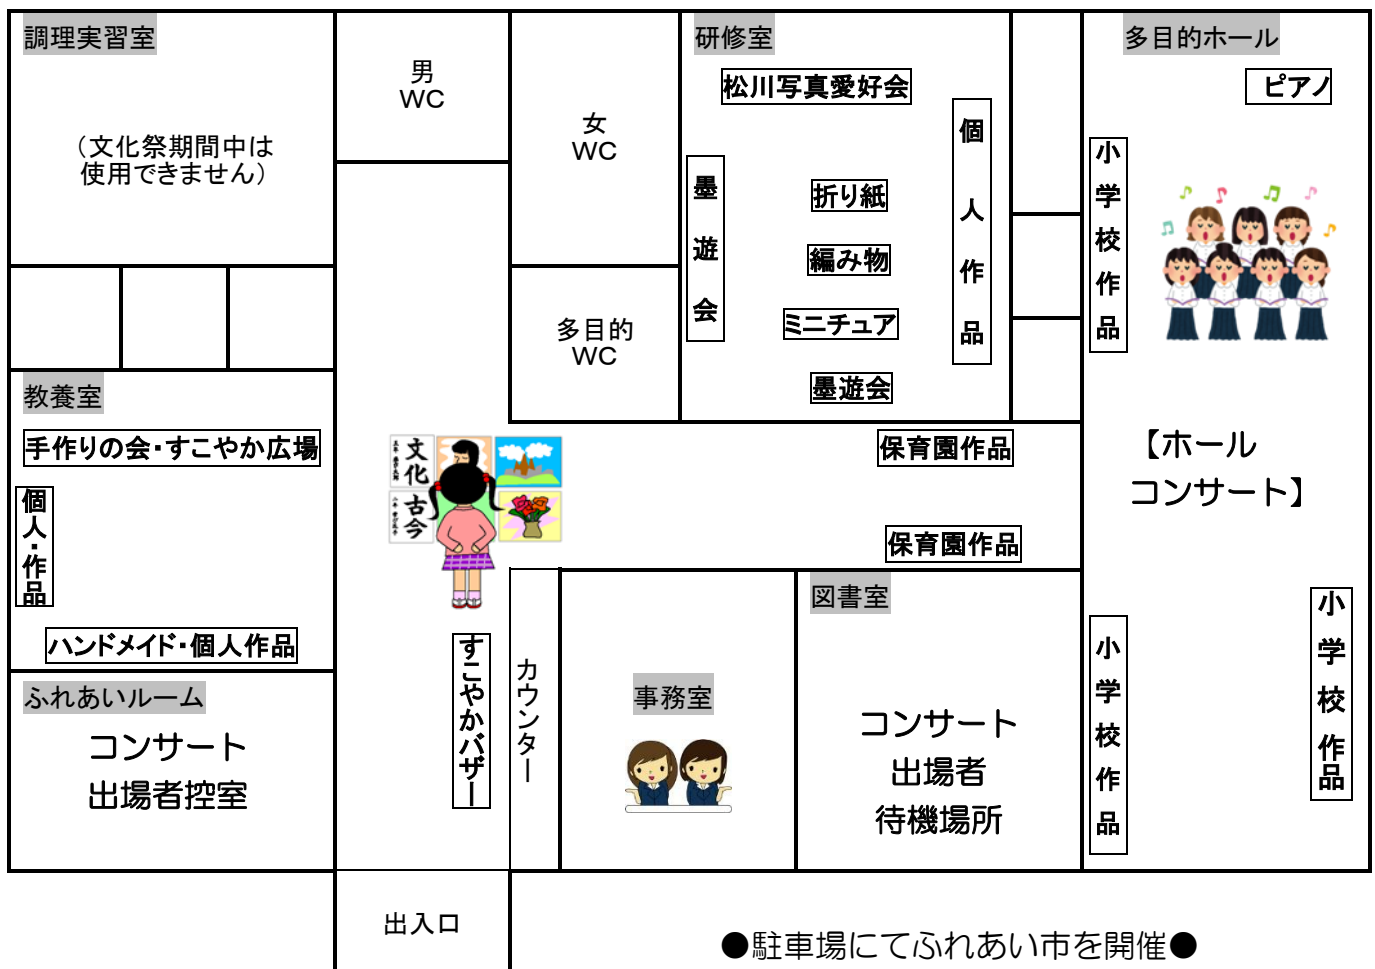 調理実習室
（文化祭期間中は
使用できません）
男
WC
女
WC
多目的
WC
研修室
松川写真愛好会
墨遊会
折り紙
編み物
ミニチュア
墨遊会
個人作品
多目的ホール
ピアノ
小学校作品
【ホール
コンサート】
小学校作品
小学校作品
教養室
手作りの会・すこやか広場
個人・作品
ハンドメイド・個人作品
文化
古今
保育園作品
保育園作品
ふれあいルーム
コンサート
出場者控室
すこやかバザー
カウンター
事務室
図書室
コンサート
出場者
待機場所
出入口
●駐車場にてふれあい市を開催●